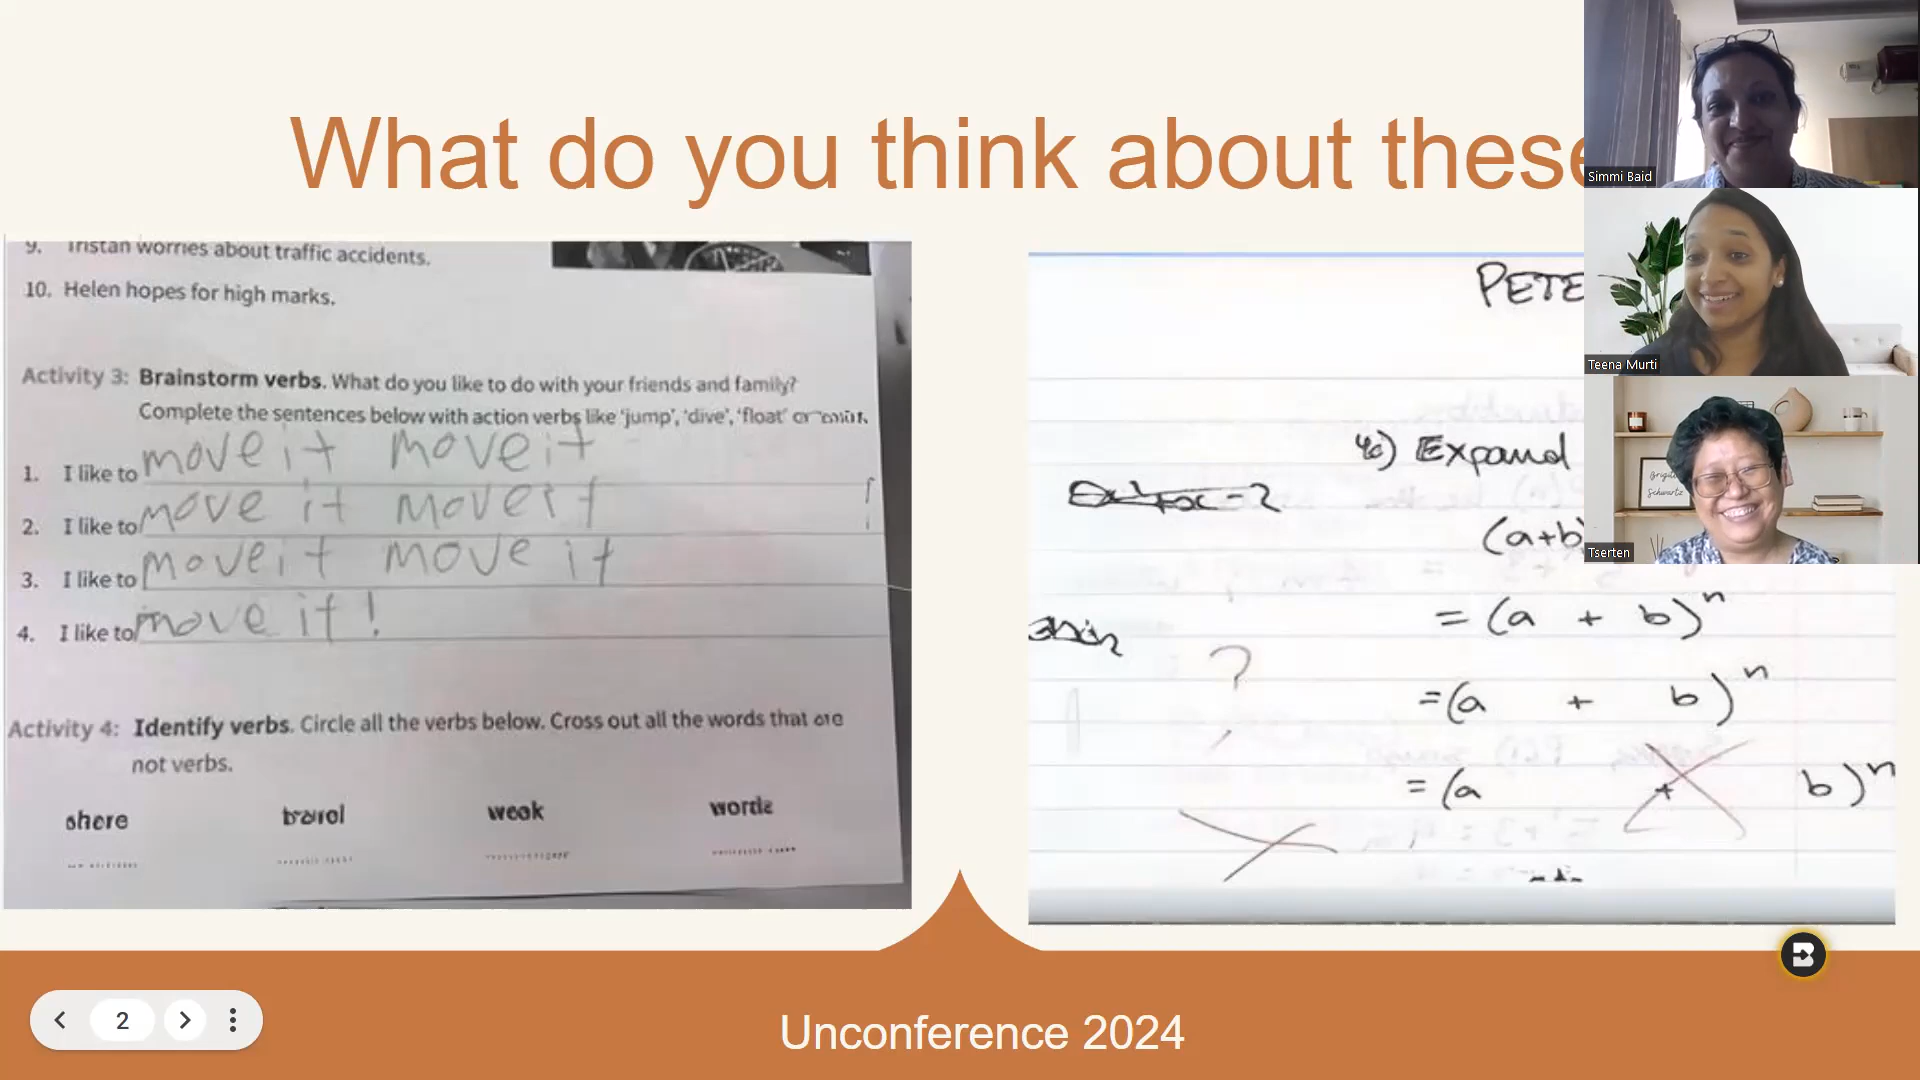 What do you think about these
9. Tristan worries about traffic accidents.
10. Helen hopes for high marks.
Activity 3: Brainstorm verbs. What do you like to do with your friends and family?
Complete the sentences below with action verbs like 'jump', 'dive', 'float' or
1. I like to move it move it
2. I like to move it move it
3. I like to move it move it
4. I like to move it!
Activity 4: Identify verbs. Circle all the verbs below. Cross out all the words that are
not verbs.
PETE
4c) Expand
(a+b)
= (a + b)ⁿ
?
= (a + b)ⁿ
= (a + b)ⁿ
Simmi Baid
Teena Murti
Tserten
2
Unconference 2024